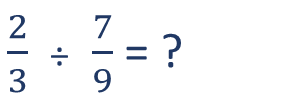 2/3 ÷ 7/9 = ?